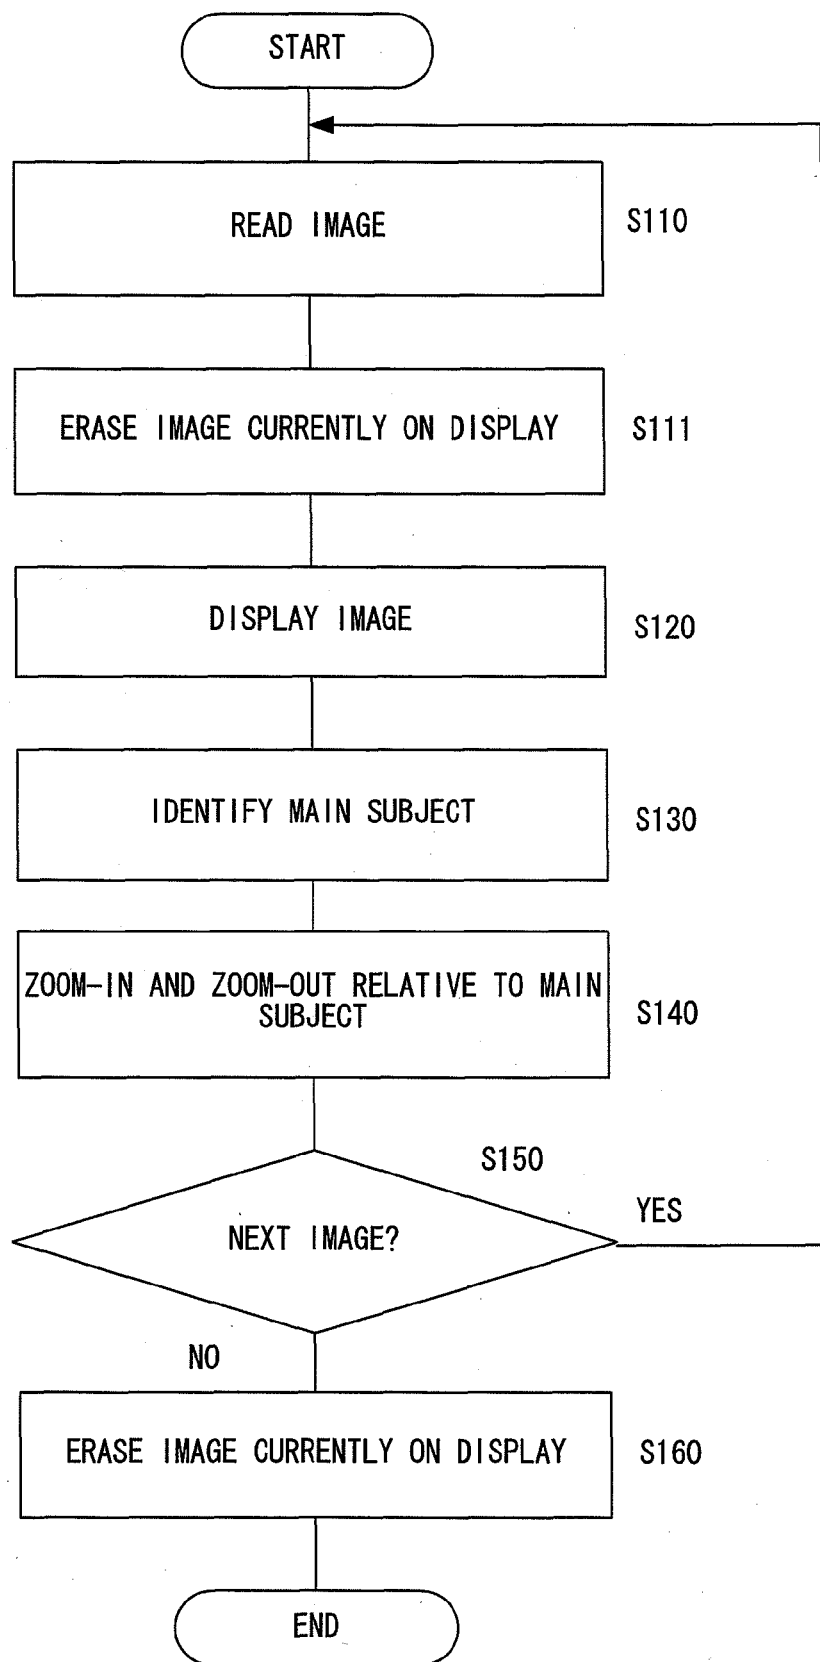 START
READ IMAGE
S110
ERASE IMAGE CURRENTLY ON DISPLAY
S111
DISPLAY IMAGE
S120
IDENTIFY MAIN SUBJECT
S130
ZOOM-IN AND ZOOM-OUT RELATIVE TO MAIN
SUBJECT
S140
S150
NEXT IMAGE?
YES
NO
ERASE IMAGE CURRENTLY ON DISPLAY
S160
END